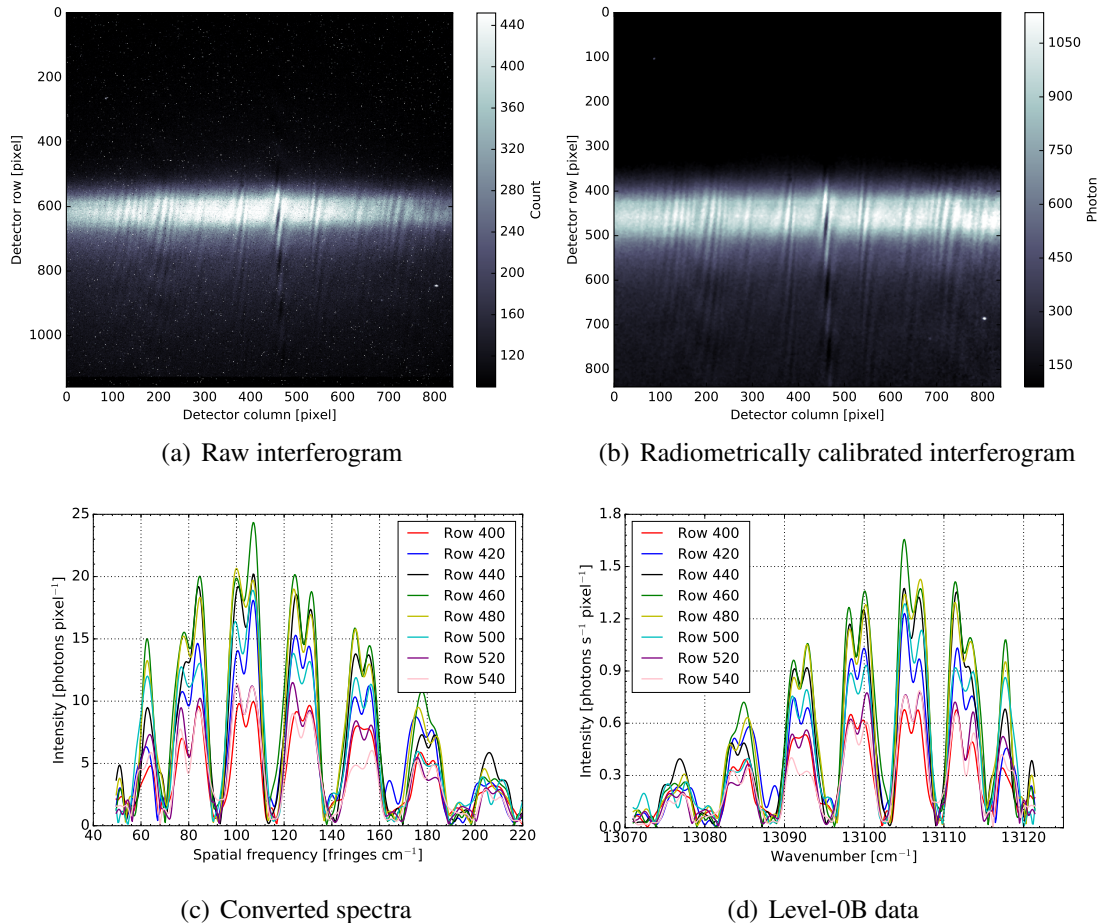 0
200
400
600
800
1000
Detector row [pixel]
0 100 200 300 400 500 600 700 800
Detector column [pixel]
440
400
360
320
280
240
200
160
120
Count
(a) Raw interferogram
0
100
200
300
400
500
600
700
800
Detector row [pixel]
0 100 200 300 400 500 600 700 800
Detector column [pixel]
1050
900
750
600
450
300
150
Photon
(b) Radiometrically calibrated interferogram
25
20
15
10
5
0
Intensity [photons pixel⁻¹]
40 60 80 100 120 140 160 180 200 220
Spatial frequency [fringes cm⁻¹]
Row 400
Row 420
Row 440
Row 460
Row 480
Row 500
Row 520
Row 540
(c) Converted spectra
1.8
1.5
1.2
0.9
0.6
0.3
0.0
Intensity [photons s⁻¹ pixel⁻¹]
13070 13080 13090 13100 13110 13120
Wavenumber [cm⁻¹]
Row 400
Row 420
Row 440
Row 460
Row 480
Row 500
Row 520
Row 540
(d) Level-0B data